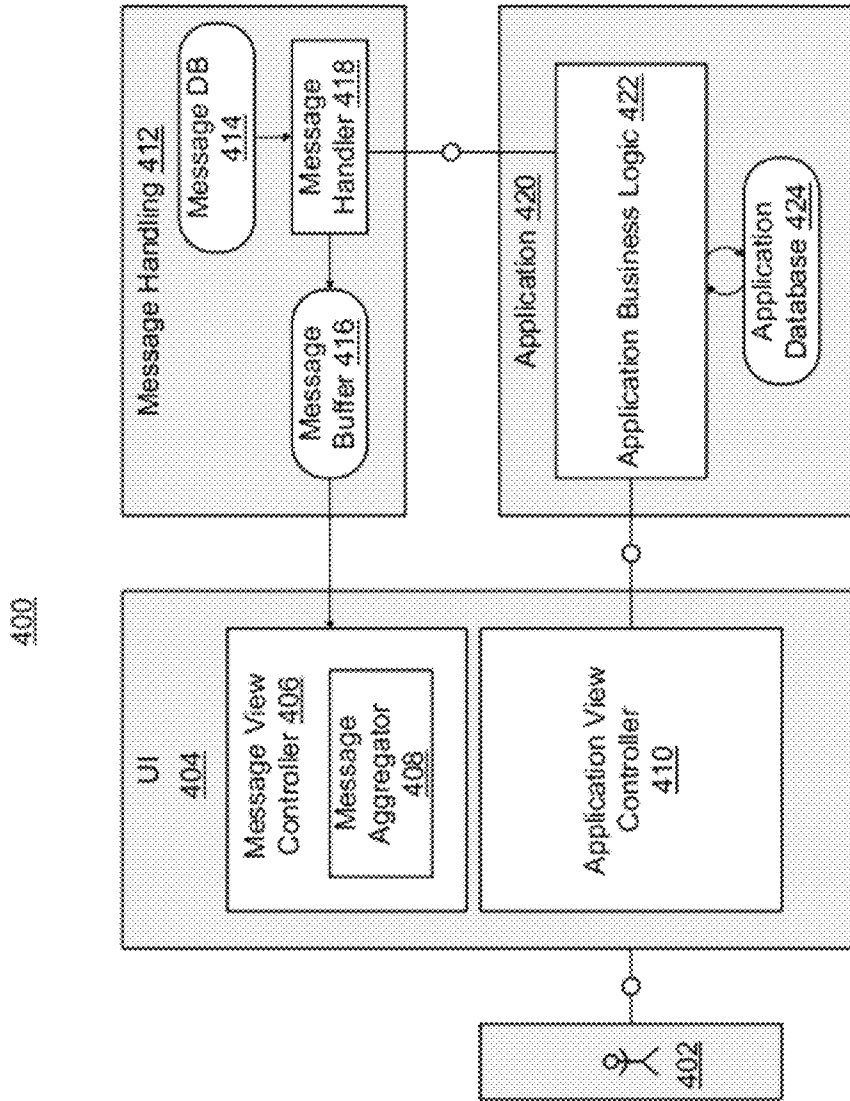 400
UI
404
Message View
Controller 406
Message
Aggregator
408
Application View
Controller
410
402
Message Handling 412
Message DB
414
Message
Handler 418
Message
Buffer 416
Application 420
Application Business Logic 422
Application
Database 424